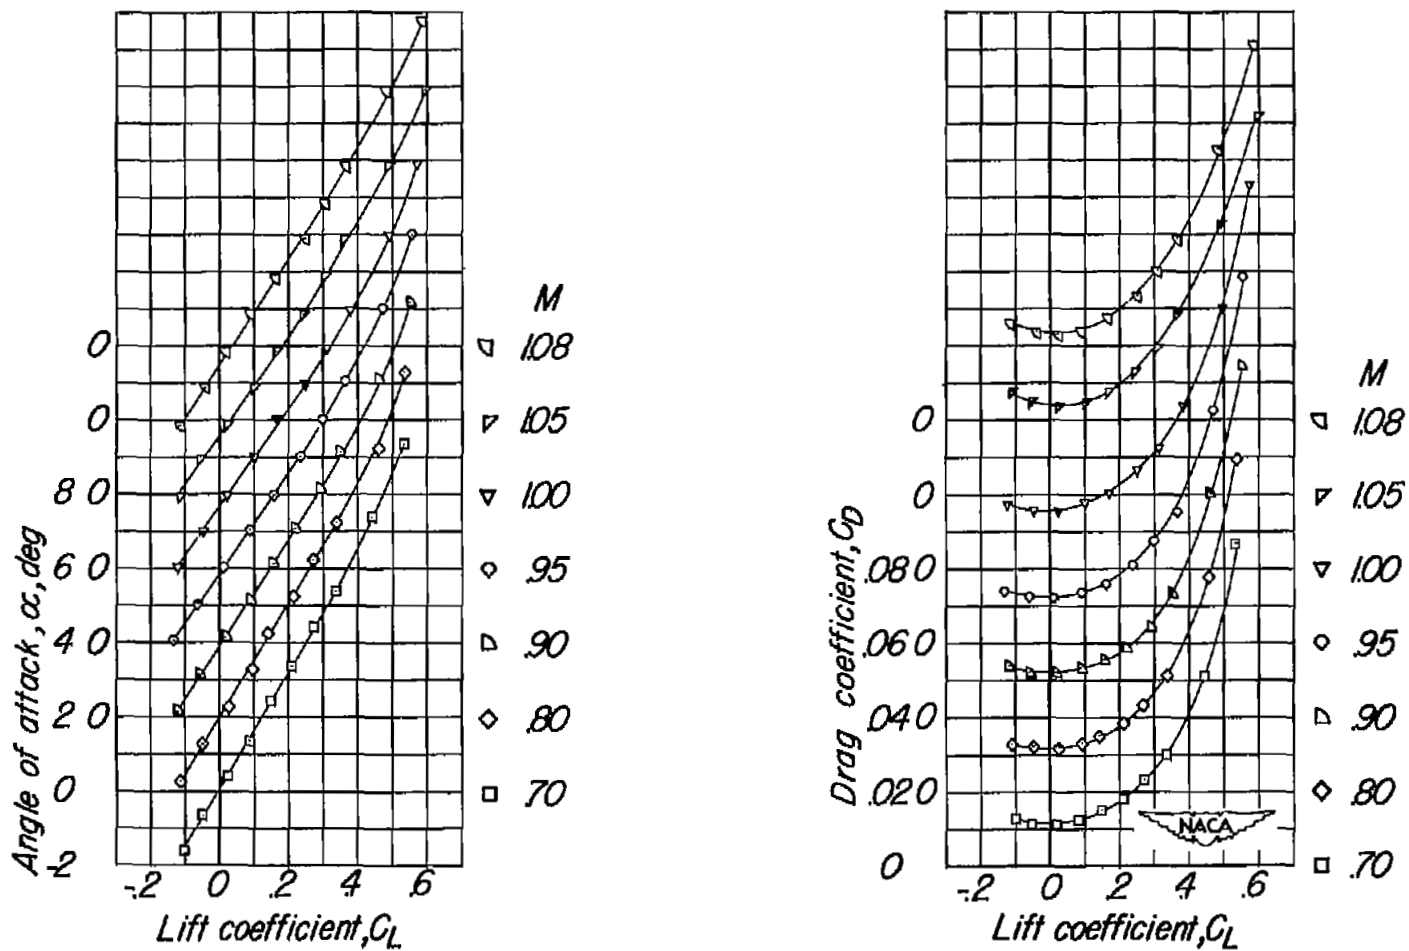 M
0 1.08
0 1.05
8 0 1.00
6 0 .95
4 0 .90
2 0 .80
0 .70
-2
Angle of attack, α, deg
-.2 0 .2 .4 .6
Lift coefficient, CL
M
0 1.08
0 1.05
.080 1.00
.060 .95
.040 .90
.020 .80
0 .70
Drag coefficient, CD
NACA
-.2 0 .2 .4 .6
Lift coefficient, CL